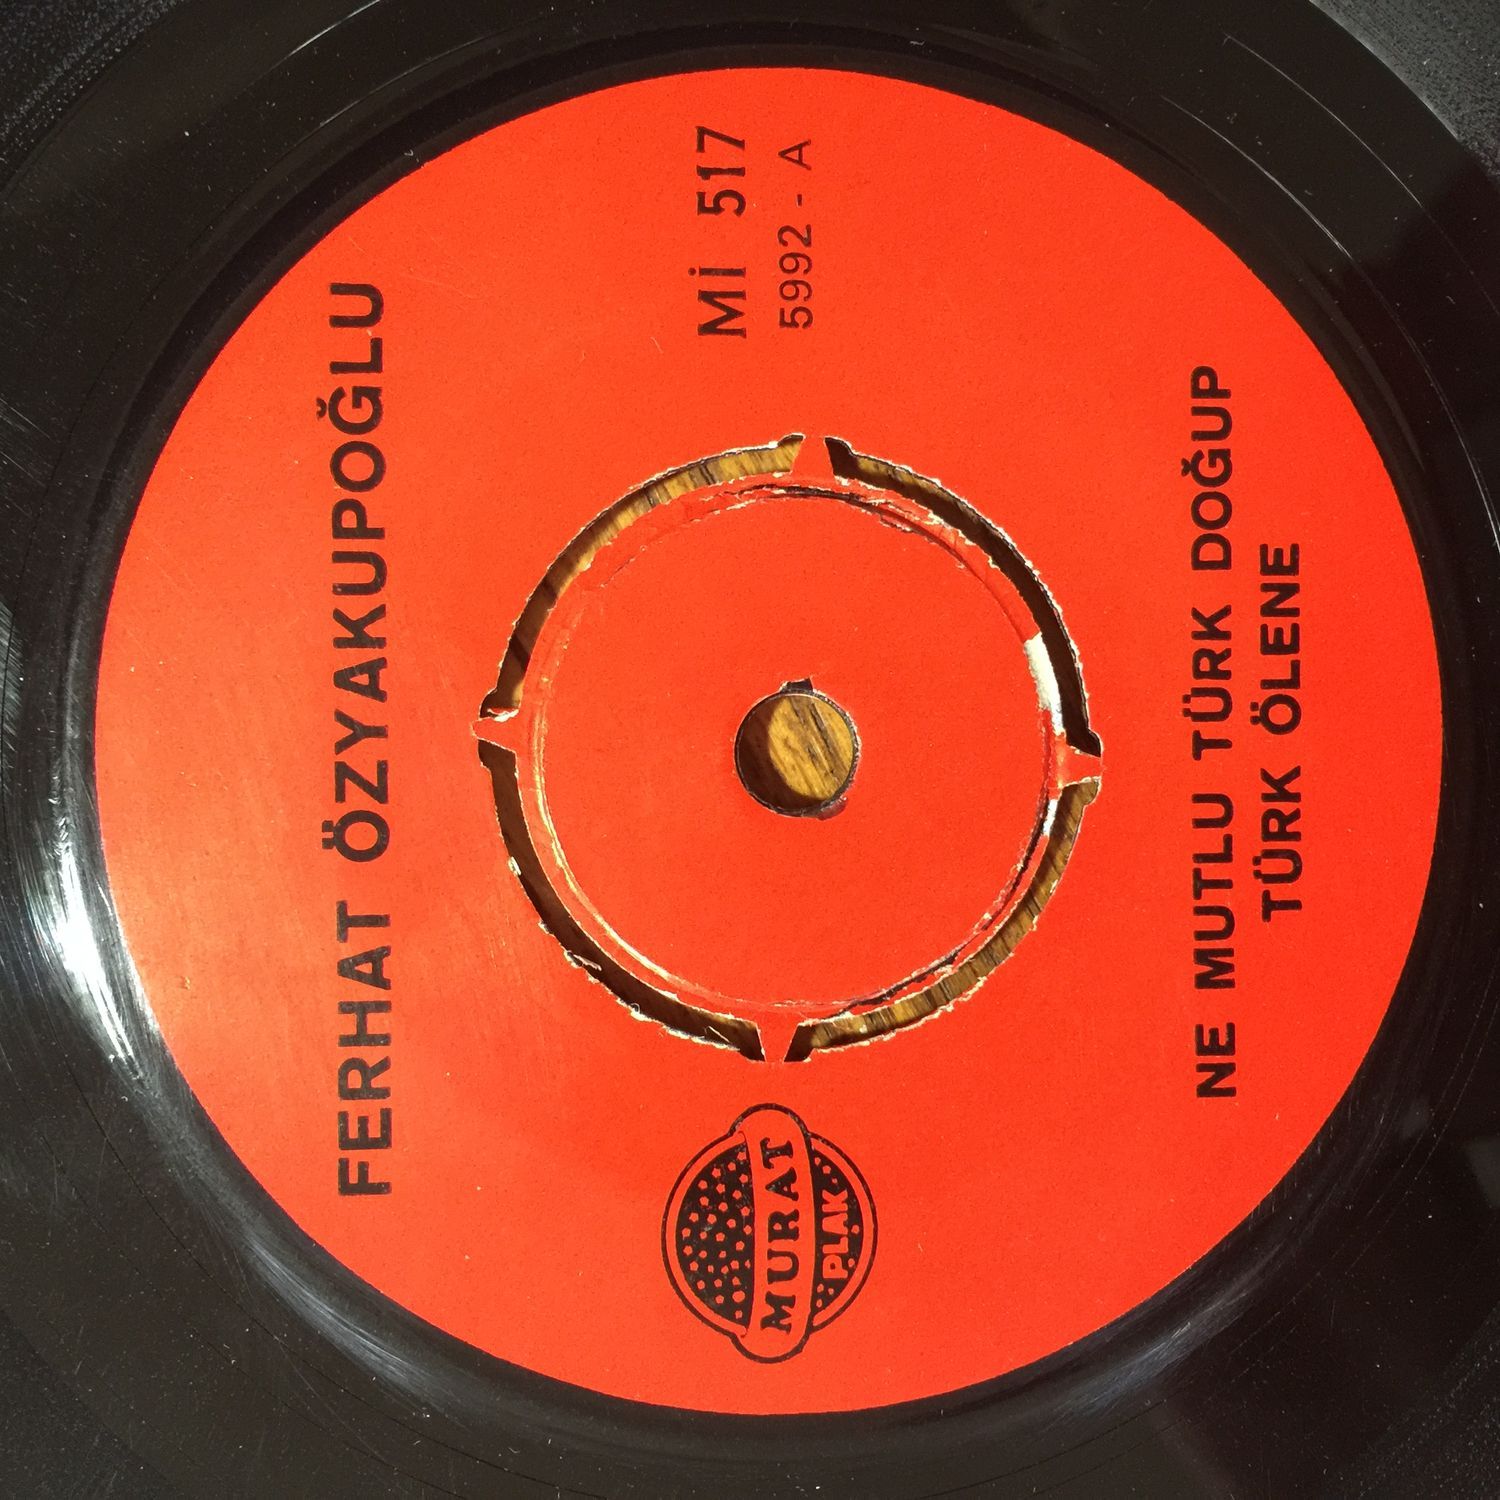 FERHAT ÖZYAKUPOĞLU
MURAT
PLAK
Mİ 517
5992 - A
NE MUTLU TÜRK DOĞUP
TÜRK ÖLENE